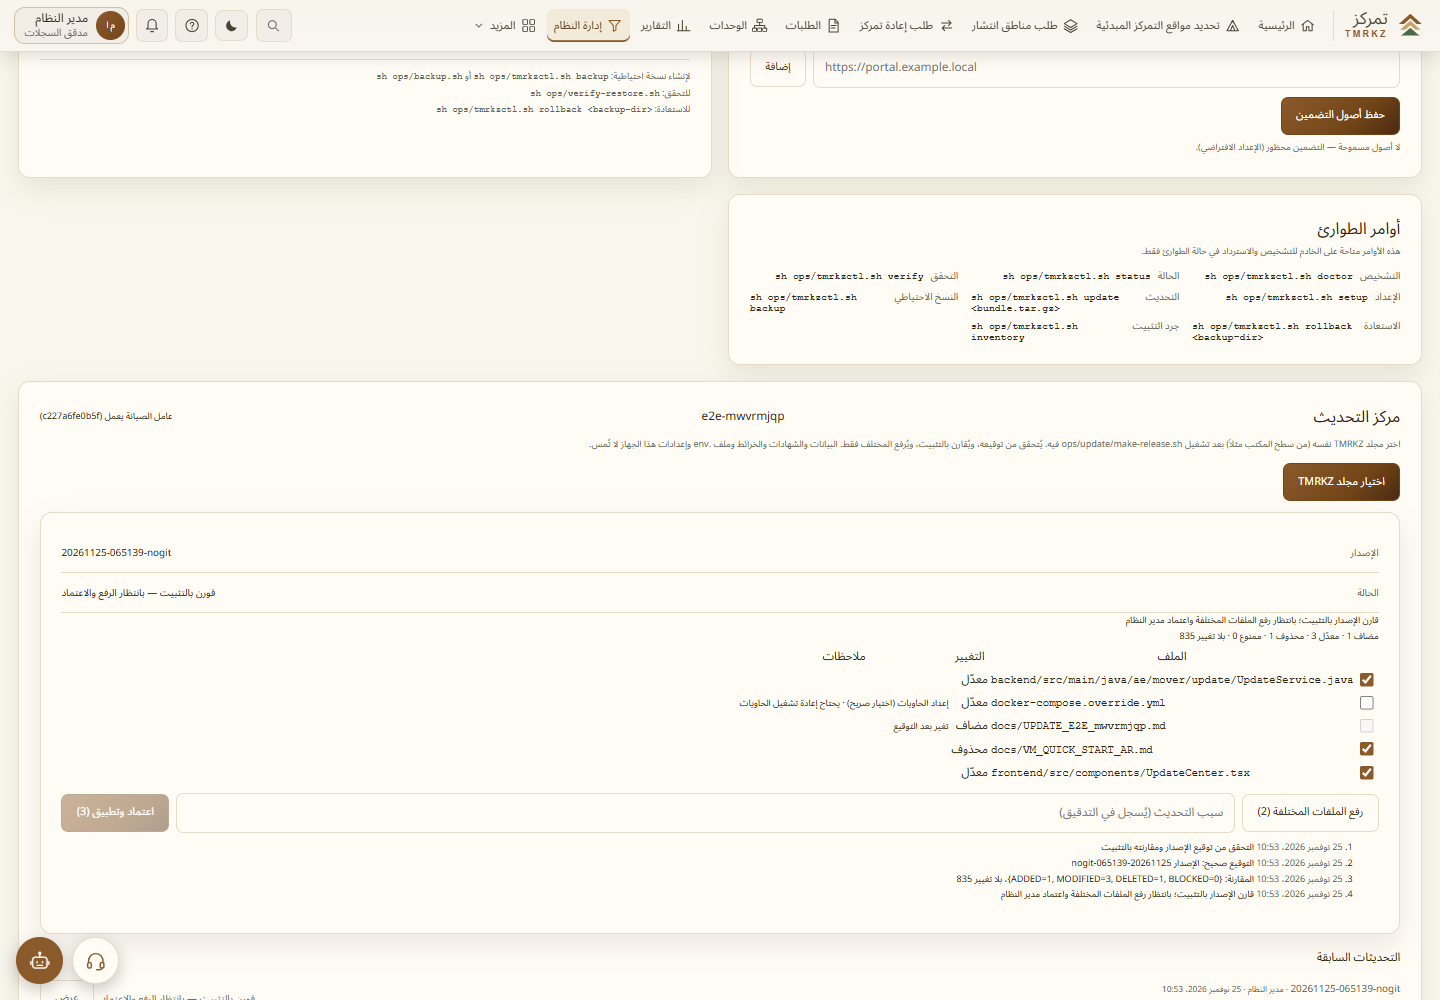 تمركز
TMRKZ
الرئيسية
تحديد مواقع التمركز المبدئية
طلب مناطق انتشار
طلب إعادة تمركز
الطلبات
الوحدات
التقارير
إدارة النظام
المزيد
مدير النظام
مدقق السجلات
م ا
https://portal.example.local
إضافة
حفظ أصول التضمين
لا أصول مسموحة — التضمين محظور (الإعداد الافتراضي).
لإنشاء نسخة احتياطية: sh ops/tmrkzctl.sh backup أو sh ops/backup.sh
للتحقق: sh ops/verify-restore.sh
للاستعادة: sh ops/tmrkzctl.sh rollback <backup-dir>
أوامر الطوارئ
هذه الأوامر متاحة على الخادم للتشخيص والاسترداد في حالة الطوارئ فقط.
التشخيص sh ops/tmrkzctl.sh doctor
الحالة sh ops/tmrkzctl.sh status
التحقق sh ops/tmrkzctl.sh verify
الإعداد sh ops/tmrkzctl.sh setup
التحديث sh ops/tmrkzctl.sh update <bundle.tar.gz>
النسخ الاحتياطي sh ops/tmrkzctl.sh backup
الاستعادة sh ops/tmrkzctl.sh rollback <backup-dir>
جرد التثبيت sh ops/tmrkzctl.sh inventory
مركز التحديث
e2e-mwvrmjqp
عامل الصيانة يعمل (c227a6fe0b5f)
اختر مجلد TMRKZ نفسه (من سطح المكتب مثلاً) بعد تشغيل ops/update/make-release.sh فيه. يُتحقق من توقيعه، ويُقارن بالتثبيت، ويُرفع المختلف فقط. البيانات والشهادات والخرائط وملف .env وإعدادات هذا الجهاز لا تُمس.
اختيار مجلد TMRKZ
الإصدار
20261125-065139-nogit
الحالة
قورن بالتثبيت — بانتظار الرفع والاعتماد
قارن الإصدار بالتثبيت؛ بانتظار رفع الملفات المختلفة واعتماد مدير النظام
مضاف 1 · معدّل 3 · محذوف 1 · ممنوع 0 · بلا تغيير 835
الملف التغيير ملاحظات
backend/src/main/java/ae/mover/update/UpdateService.java معدّل
docker-compose.override.yml معدّل إعداد الحاويات (اختيار صريح) · يحتاج إعادة تشغيل الحاويات
docs/UPDATE_E2E_mwvrmjqp.md مضاف تغير بعد التوقيع
docs/VM_QUICK_START_AR.md محذوف
frontend/src/components/UpdateCenter.tsx معدّل
رفع الملفات المختلفة (2)
سبب التحديث (يُسجل في التدقيق)
اعتماد وتطبيق (3)
1. 25 نوفمبر 2026، 10:53 التحقق من توقيع الإصدار ومقارنته بالتثبيت
2. 25 نوفمبر 2026، 10:53 التوقيع صحيح: الإصدار 20261125-065139-nogit
3. 25 نوفمبر 2026، 10:53 المقارنة: {ADDED=1, MODIFIED=3, DELETED=1, BLOCKED=0}، بلا تغيير 835
4. 25 نوفمبر 2026، 10:53 قارن الإصدار بالتثبيت؛ بانتظار رفع الملفات المختلفة واعتماد مدير النظام
التحديثات السابقة
20261125-065139-nogit · مدير النظام · 25 نوفمبر 2026، 10:53
قورن بالتثبيت — بانتظار الرفع والاعتماد
عرض